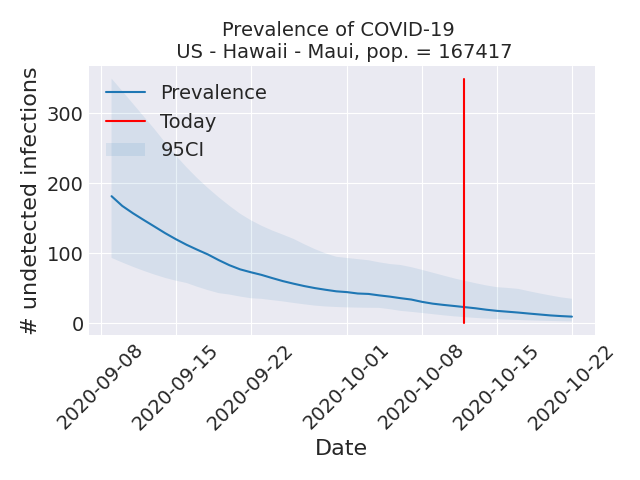 Prevalence of COVID-19
US - Hawaii - Maui, pop. = 167417
# undetected infections
300
200
100
0
Prevalence
Today
95CI
2020-09-08
2020-09-15
2020-09-22
2020-10-01
2020-10-08
2020-10-15
2020-10-22
Date